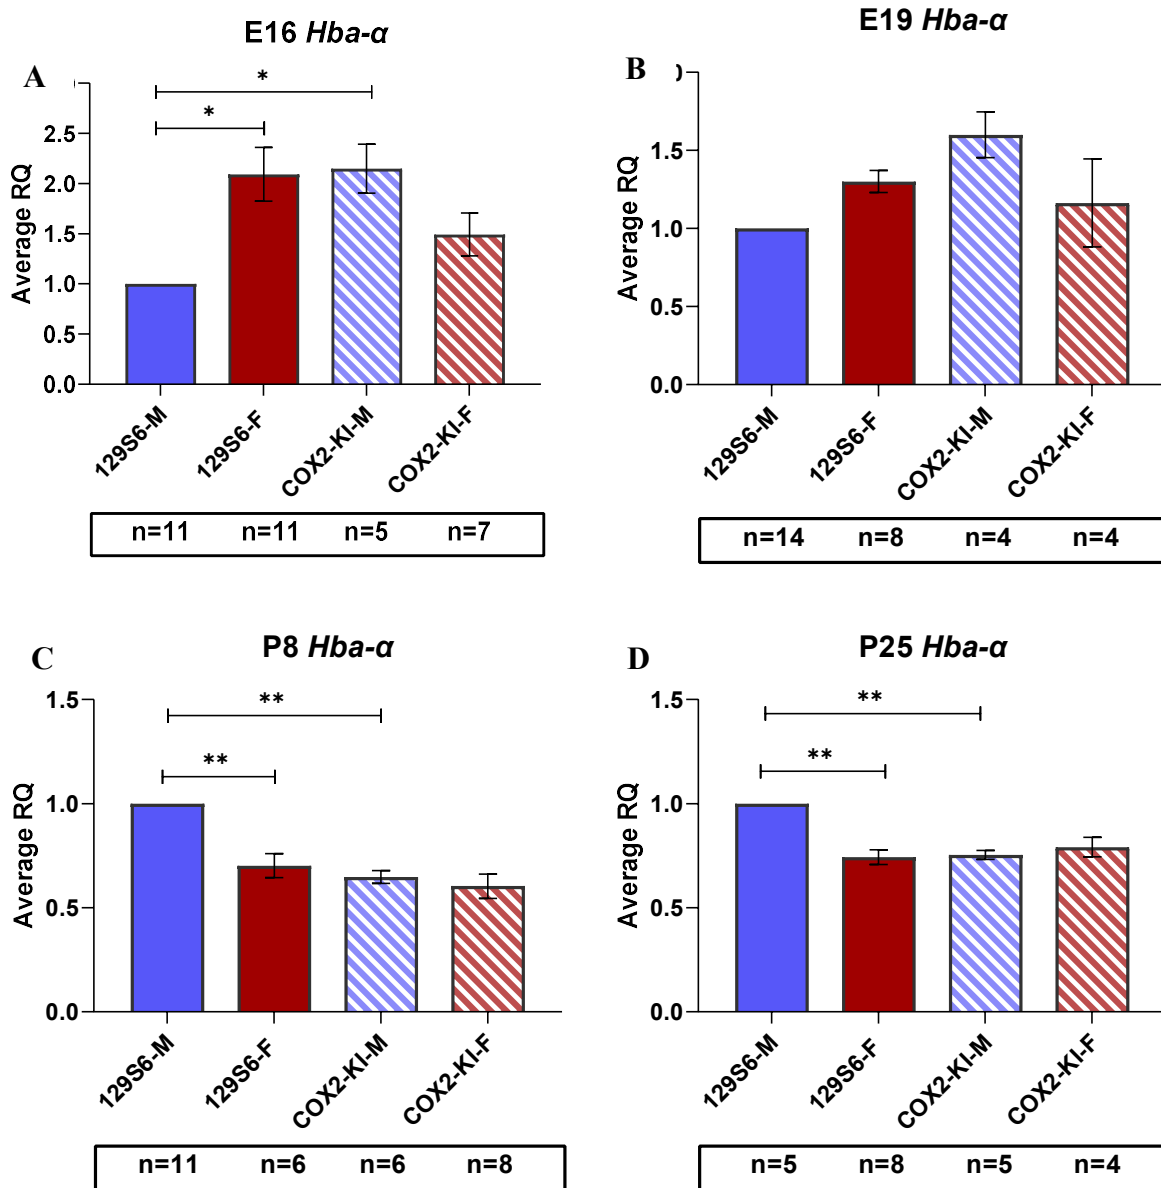 E16 Hba-α
A
*
*
2.5
2.0
1.5
1.0
0.5
0.0
Average RQ
129S6-M
129S6-F
COX2-KI-M
COX2-KI-F
n=11 n=11 n=5 n=7
E19 Hba-α
B
1.5
1.0
0.5
0.0
Average RQ
129S6-M
129S6-F
COX2-KI-M
COX2-KI-F
n=14 n=8 n=4 n=4
P8 Hba-α
C
**
**
1.5
1.0
0.5
0.0
Average RQ
129S6-M
129S6-F
COX2-KI-M
COX2-KI-F
n=11 n=6 n=6 n=8
P25 Hba-α
D
**
**
1.5
1.0
0.5
0.0
Average RQ
129S6-M
129S6-F
COX2-KI-M
COX2-KI-F
n=5 n=8 n=5 n=4